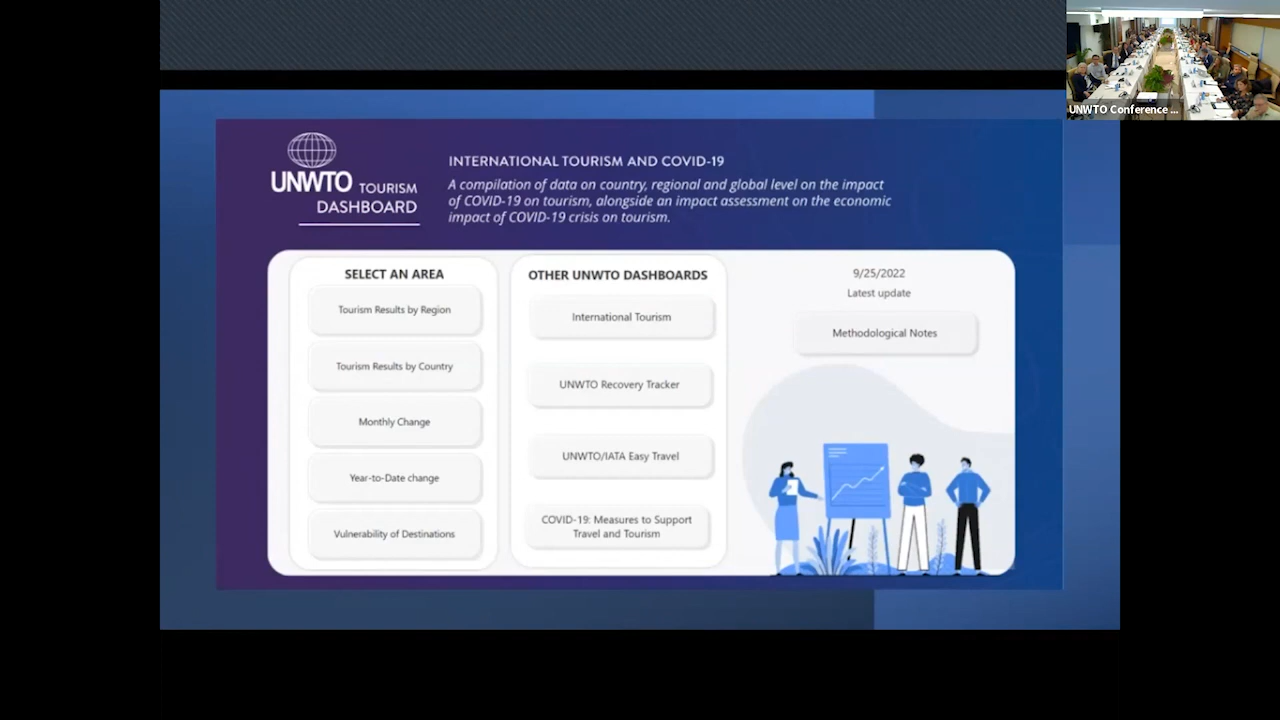 UNWTO Conference ...
UNWTO TOURISM
DASHBOARD
INTERNATIONAL TOURISM AND COVID-19
A compilation of data on country, regional and global level on the impact
of COVID-19 on tourism, alongside an impact assessment on the economic
impact of COVID-19 crisis on tourism.
SELECT AN AREA
Tourism Results by Region
Tourism Results by Country
Monthly Change
Year-to-Date change
Vulnerability of Destinations
OTHER UNWTO DASHBOARDS
International Tourism
UNWTO Recovery Tracker
UNWTO/IATA Easy Travel
COVID-19: Measures to Support
Travel and Tourism
9/25/2022
Latest update
Methodological Notes